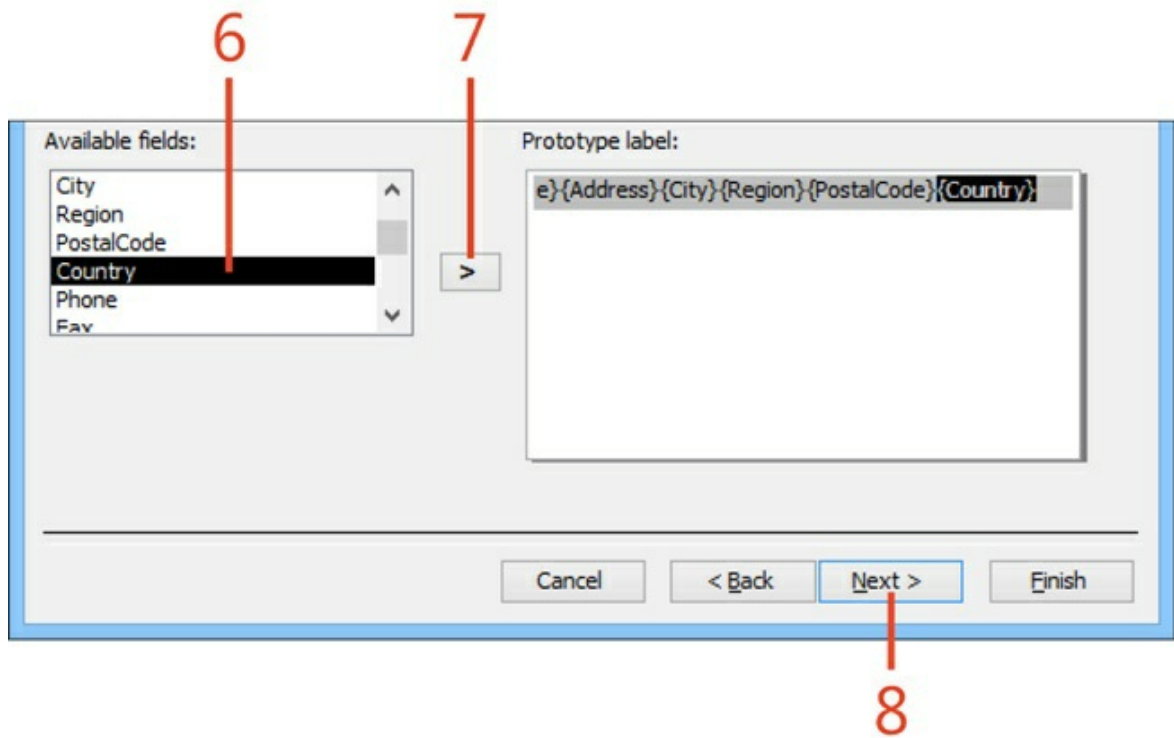 6 7
Available fields: Prototype label:
City
Region
PostalCode
Country
Phone
Fax
>
e}{Address}{City}{Region}{PostalCode}{Country}
Cancel < Back Next > Finish
8